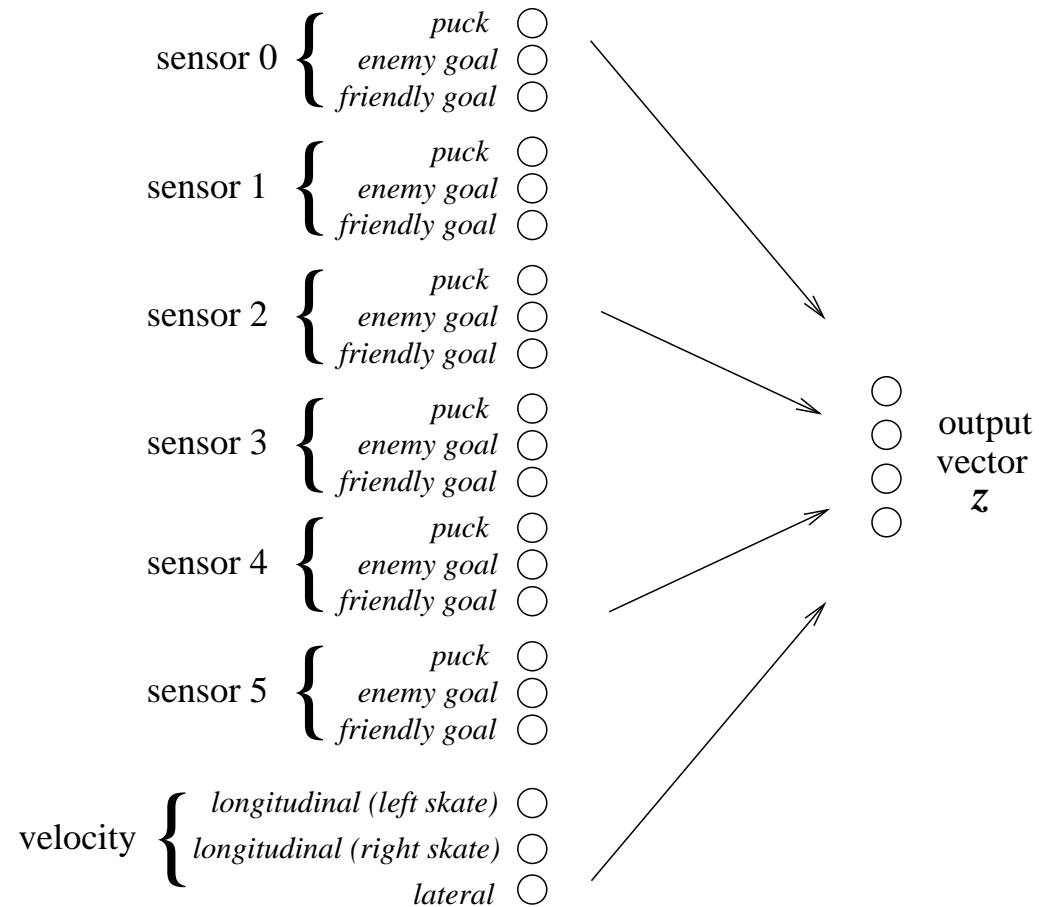 puck
sensor 0 { enemy goal
friendly goal
puck
sensor 1 { enemy goal
friendly goal
puck
sensor 2 { enemy goal
friendly goal
puck
sensor 3 { enemy goal
friendly goal
puck
sensor 4 { enemy goal
friendly goal
puck
sensor 5 { enemy goal
friendly goal
longitudinal (left skate)
velocity { longitudinal (right skate)
lateral
output
vector
z